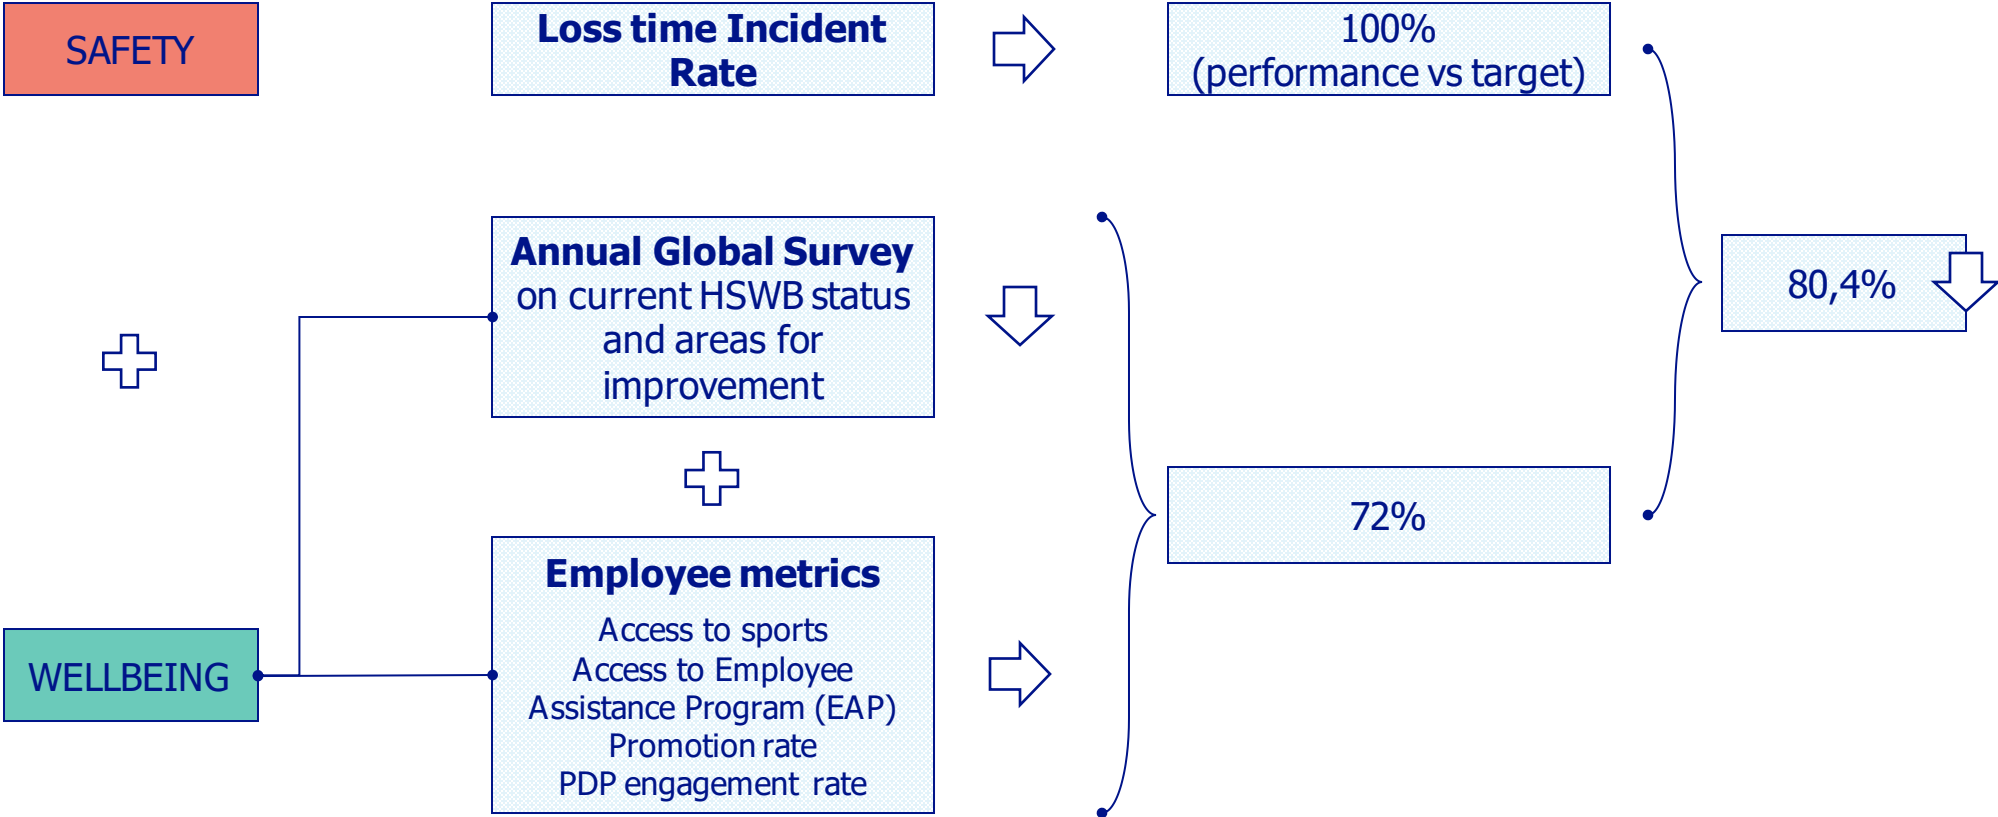 SAFETY
Loss time Incident
Rate
100%
(performance vs target)
Annual Global Survey
on current HSWB status
and areas for
improvement
80,4%
72%
WELLBEING
Employee metrics
Access to sports
Access to Employee
Assistance Program (EAP)
Promotion rate
PDP engagement rate